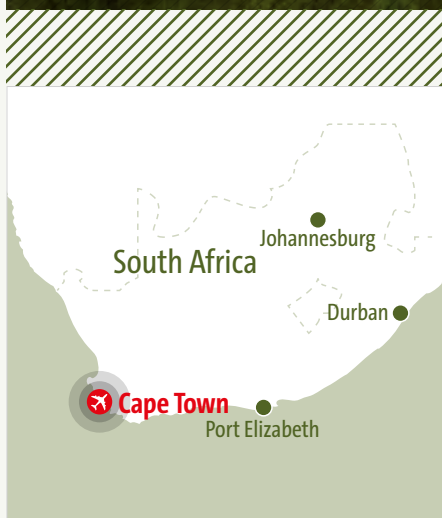 Johannesburg
South Africa
Durban
Cape Town
Port Elizabeth